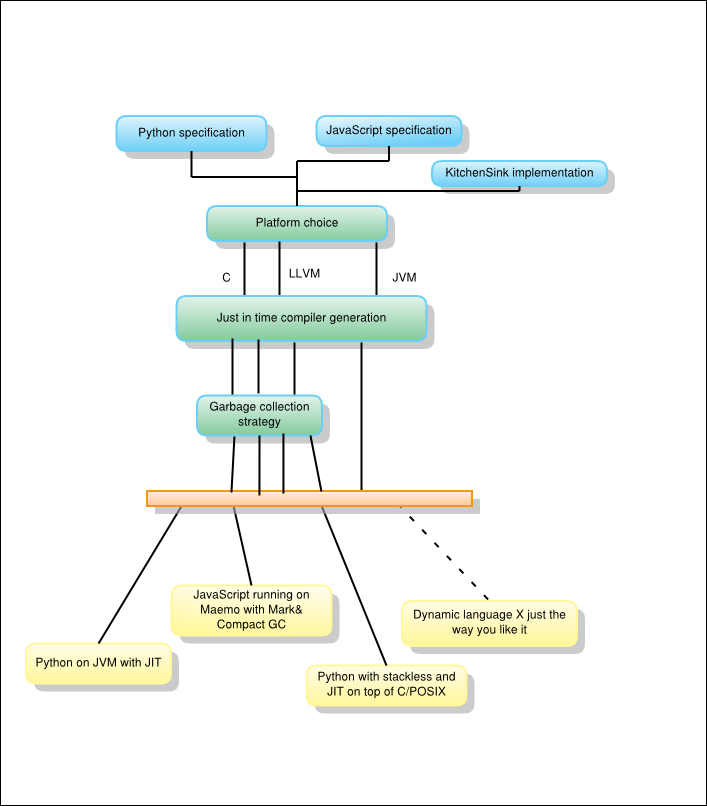 Python specification
JavaScript specification
KitchenSink implementation
Platform choice
C
LLVM
JVM
Just in time compiler generation
Garbage collection
strategy
JavaScript running on
Maemo with Mark&
Compact GC
Dynamic language X just the
way you like it
Python on JVM with JIT
Python with stackless and
JIT on top of C/POSIX